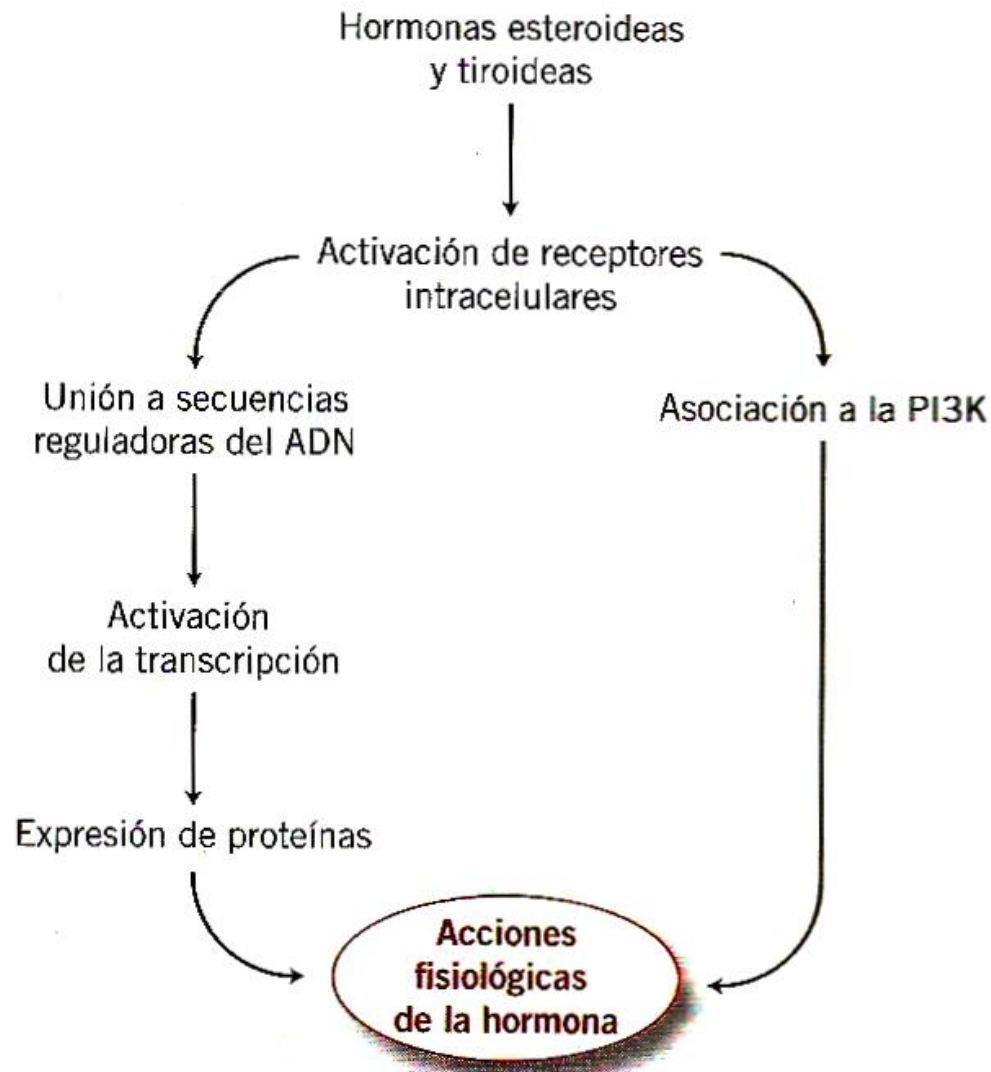 Hormonas esteroideas
y tiroideas
Activación de receptores
intracelulares
Unión a secuencias
reguladoras del ADN
Asociación a la PI3K
Activación
de la transcripción
Expresión de proteínas
Acciones
fisiológicas
de la hormona